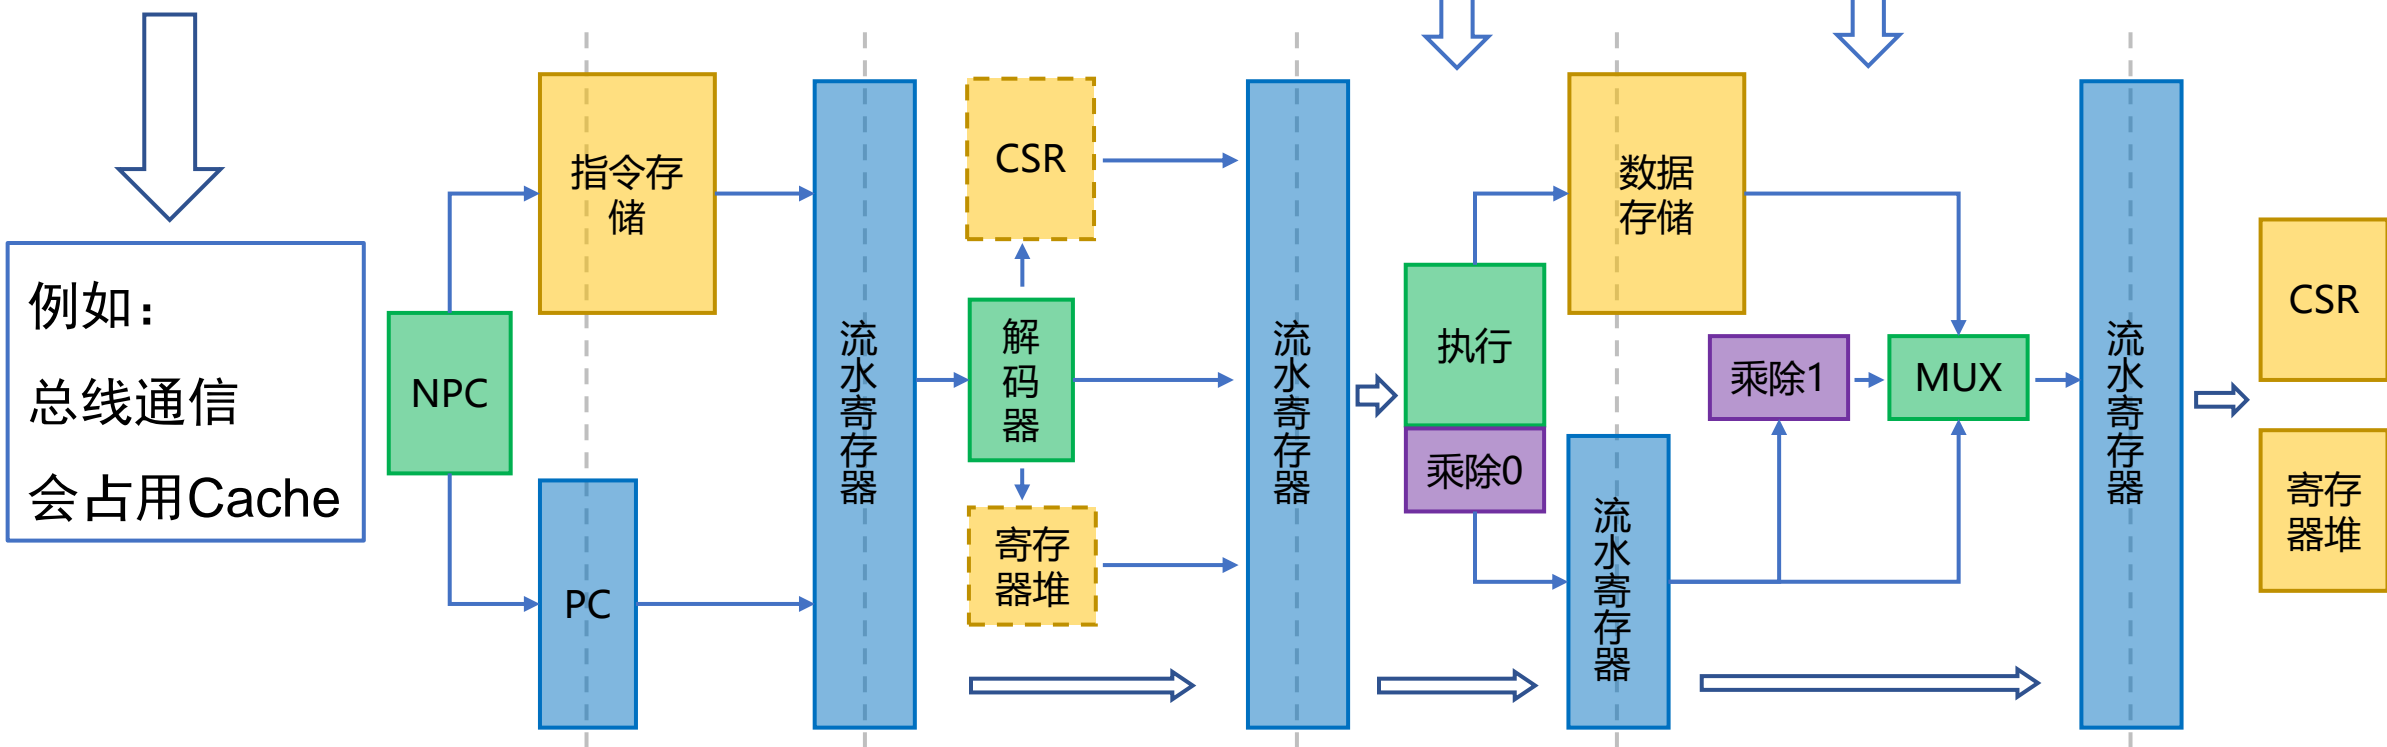 例如：
总线通信
会占用Cache
NPC
指令存
储
PC
流
水
寄
存
器
CSR
解
码
器
寄存
器堆
流
水
寄
存
器
执行
乘除0
数据
存储
流
水
寄
存
器
乘除1
MUX
流
水
寄
存
器
CSR
寄存
器堆